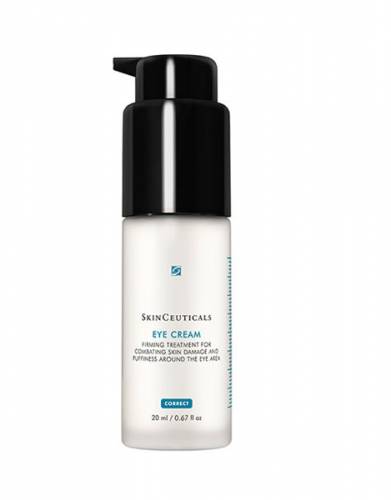 SKINCEUTICALS
EYE CREAM
FIRMING TREATMENT FOR
COMBATING SKIN DAMAGE AND
PUFFINESS AROUND THE EYE AREA
CORRECT
20 ml / 0.67 fl oz